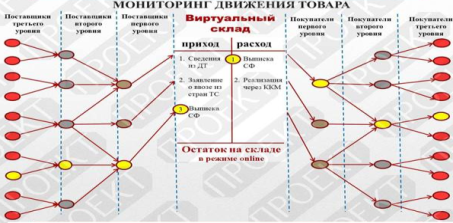 МОНИТОРИНГ ДВИЖЕНИЯ ТОВАРА
Поставщики
третьего
уровня
Поставщики
второго
уровня
Поставщики
первого
уровня
Виртуальный
склад
Покупатели
первого
уровня
Покупатели
второго
уровня
Покупатели
третьего
уровня
приход
расход
1. Сведения
из ДТ
2. Заявление
о ввозе из
стран ТС
3 Выписка
СФ
1 Выписка
СФ
2. Реализация
через ККМ
Остаток на складе
в режиме online